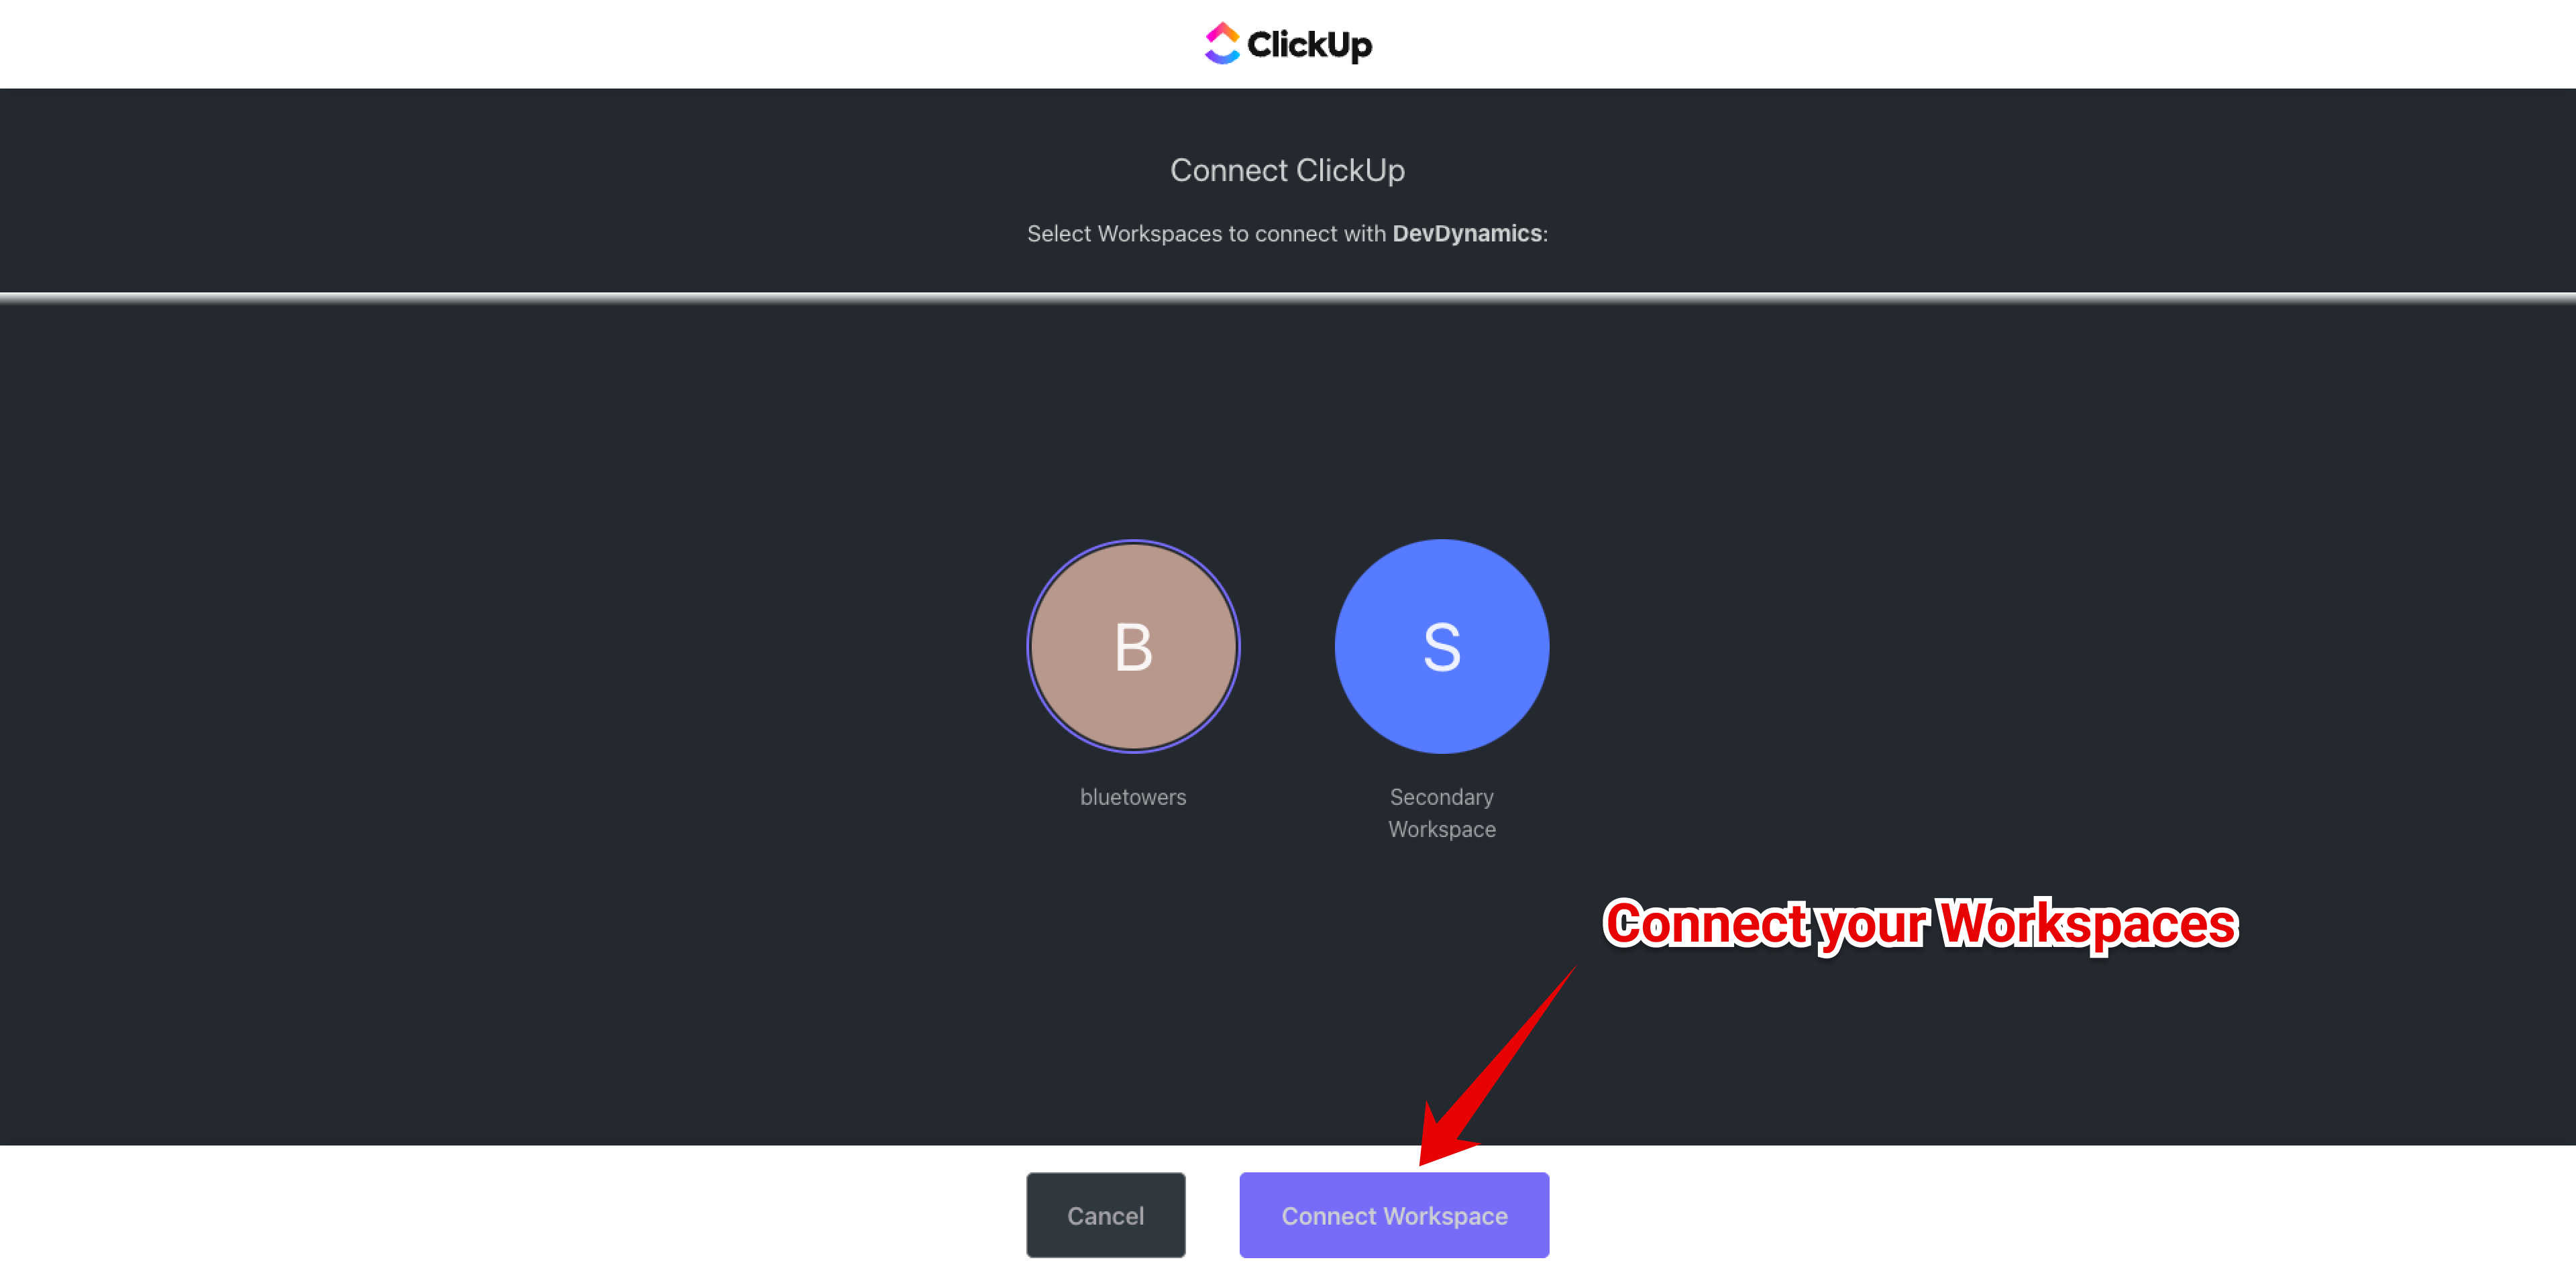 ClickUp
Connect ClickUp
Select Workspaces to connect with DevDynamics:
B
S
bluetowers
Secondary
Workspace
Connect your Workspaces
Cancel
Connect Workspace